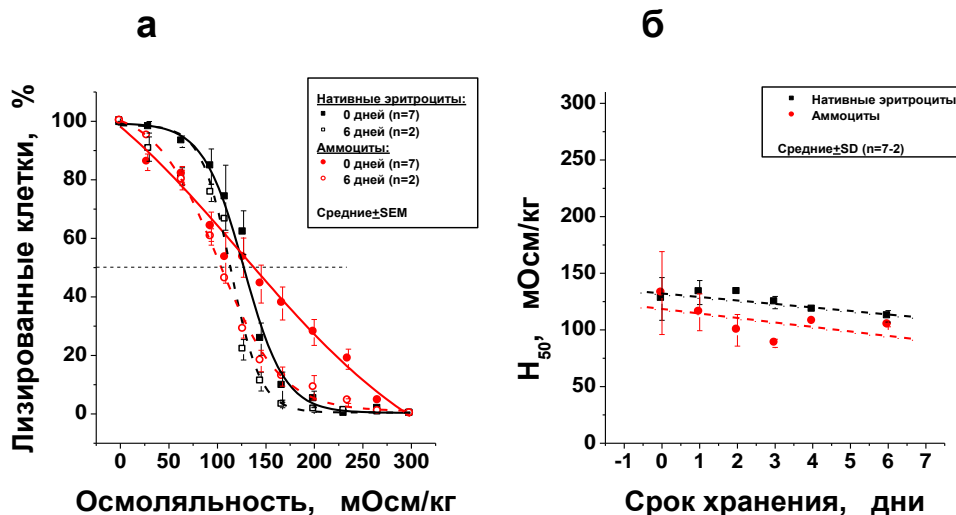 а
Лизированные клетки, %
100
80
60
40
20
0
0 50 100 150 200 250 300
Осмоляльность, мОсм/кг
Нативные эритроциты:
0 дней (n=7)
6 дней (n=2)
Аммоциты:
0 дней (n=7)
6 дней (n=2)
Средние±SEM
б
H50, мОсм/кг
300
250
200
150
100
50
0
-1 0 1 2 3 4 5 6 7
Срок хранения, дни
Нативные эритроциты
Аммоциты
Средние±SD (n=7-2)